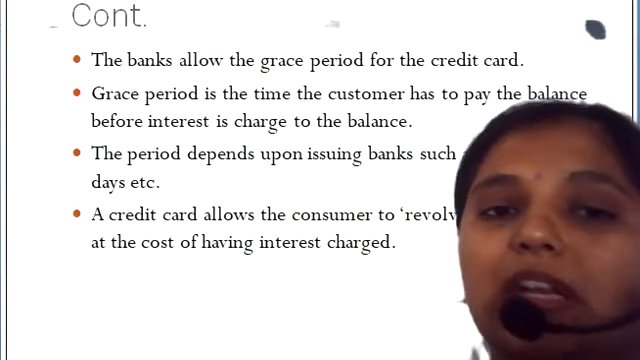 Cont.
The banks allow the grace period for the credit card.
Grace period is the time the customer has to pay the balance
before interest is charge to the balance.
The period depends upon issuing banks such
days etc.
A credit card allows the consumer to ‘revolv
at the cost of having interest charged.